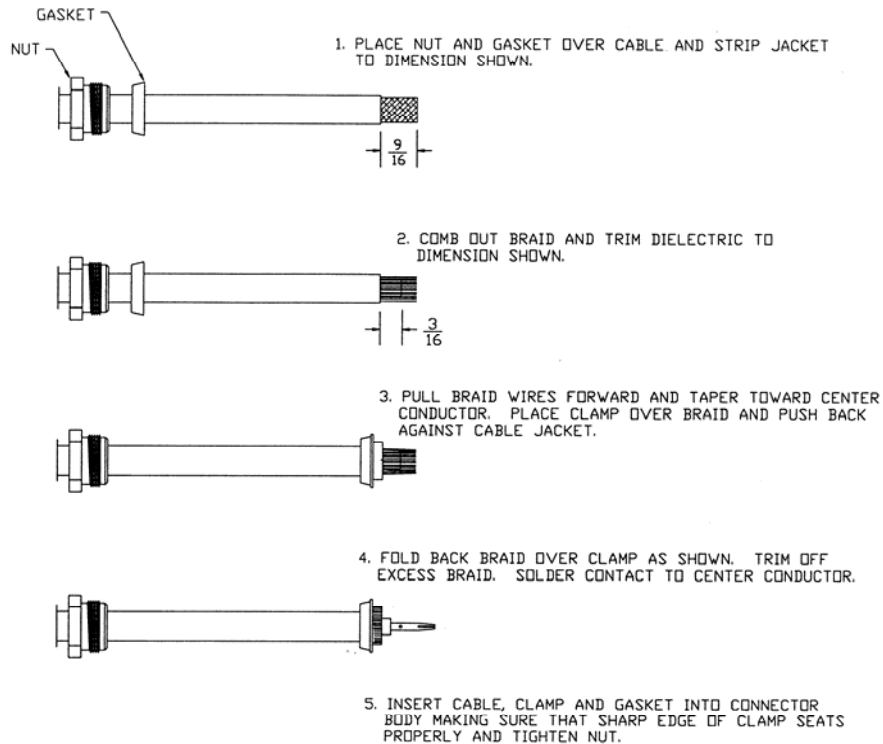 GASKET
NUT
1. PLACE NUT AND GASKET OVER CABLE AND STRIP JACKET
TO DIMENSION SHOWN.
9
16
2. COMB OUT BRAID AND TRIM DIELECTRIC TO
DIMENSION SHOWN.
3
16
3. PULL BRAID WIRES FORWARD AND TAPER TOWARD CENTER
CONDUCTOR. PLACE CLAMP OVER BRAID AND PUSH BACK
AGAINST CABLE JACKET.
4. FOLD BACK BRAID OVER CLAMP AS SHOWN. TRIM OFF
EXCESS BRAID. SOLDER CONTACT TO CENTER CONDUCTOR.
5. INSERT CABLE, CLAMP AND GASKET INTO CONNECTOR
BODY MAKING SURE THAT SHARP EDGE OF CLAMP SEATS
PROPERLY AND TIGHTEN NUT.